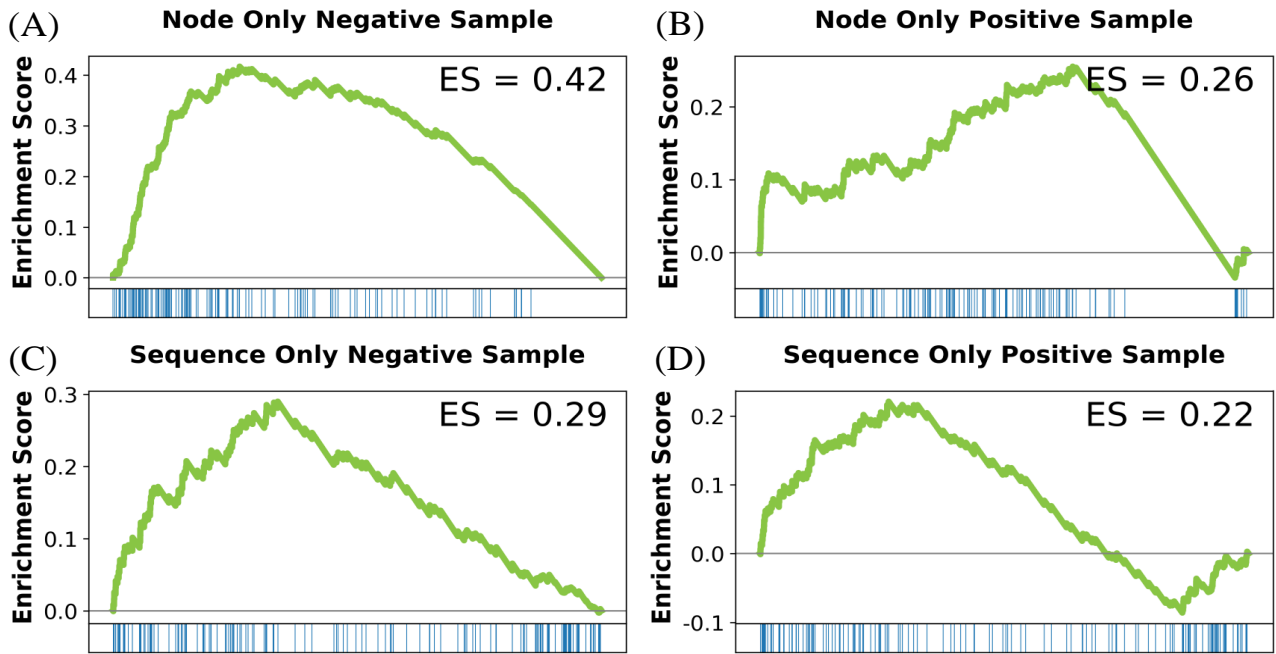 (A)
Node Only Negative Sample
ES = 0.42
Enrichment Score
0.4
0.3
0.2
0.1
0.0
(B)
Node Only Positive Sample
ES = 0.26
Enrichment Score
0.2
0.1
0.0
(C)
Sequence Only Negative Sample
ES = 0.29
Enrichment Score
0.3
0.2
0.1
0.0
(D)
Sequence Only Positive Sample
ES = 0.22
Enrichment Score
0.2
0.1
0.0
-0.1